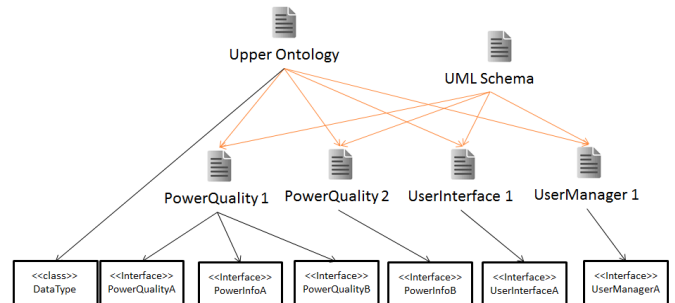 Upper Ontology
UML Schema
PowerQuality 1
PowerQuality 2
UserInterface 1
UserManager 1
<<class>>
DataType
<<Interface>>
PowerQualityA
<<Interface>>
PowerInfoA
<<Interface>>
PowerQualityB
<<Interface>>
PowerInfoB
<<Interface>>
UserInterfaceA
<<Interface>>
UserManagerA